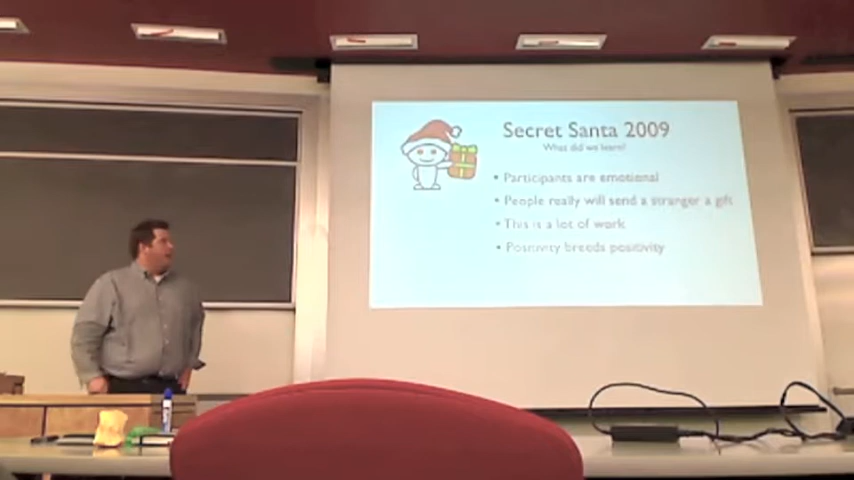 Secret Santa 2009
What did we learn?
• Participants are emotional
• People really will send a stranger a gift
• This is a lot of work
• Positivity breeds positivity